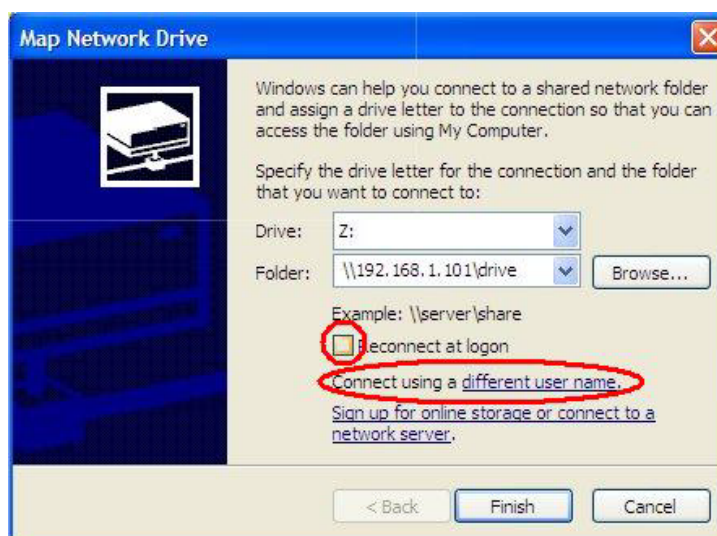 Map Network Drive
Windows can help you connect to a shared network folder
and assign a drive letter to the connection so that you can
access the folder using My Computer.
Specify the drive letter for the connection and the folder
that you want to connect to:
Drive: Z:
Folder: \\192.168.1.101\drive Browse...
Example: \\server\share
Reconnect at logon
Connect using a different user name.
Sign up for online storage or connect to a
network server.
< Back Finish Cancel